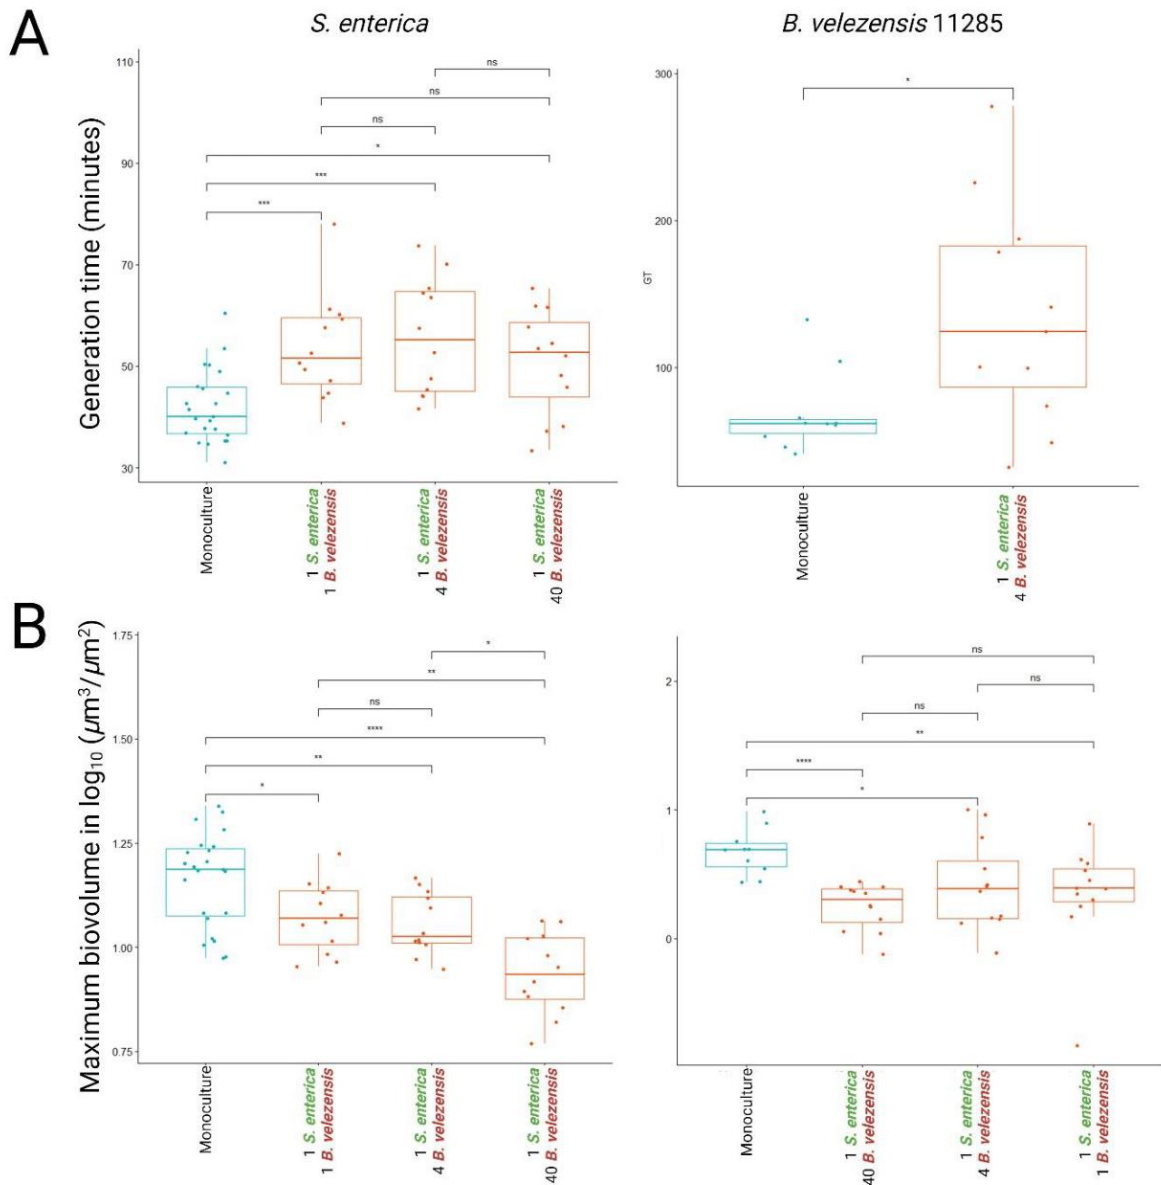 A
S. enterica
B. velezensis 11285
Generation time (minutes)
110
90
70
50
30
ns
ns
ns
*
***
***
Monoculture
1 S. enterica
1 B. velezensis
1 S. enterica
4 B. velezensis
1 S. enterica
40 B. velezensis
GT
300
200
100
*
Monoculture
1 S. enterica
4 B. velezensis
B
Maximum biovolume in log10 (μm3/μm2)
1.75
1.50
1.25
1.00
0.75
*
**
ns
****
**
*
Monoculture
1 S. enterica
1 B. velezensis
1 S. enterica
4 B. velezensis
1 S. enterica
40 B. velezensis
2
1
0
ns
ns
ns
**
****
*
Monoculture
1 S. enterica
40 B. velezensis
1 S. enterica
4 B. velezensis
1 S. enterica
1 B. velezensis